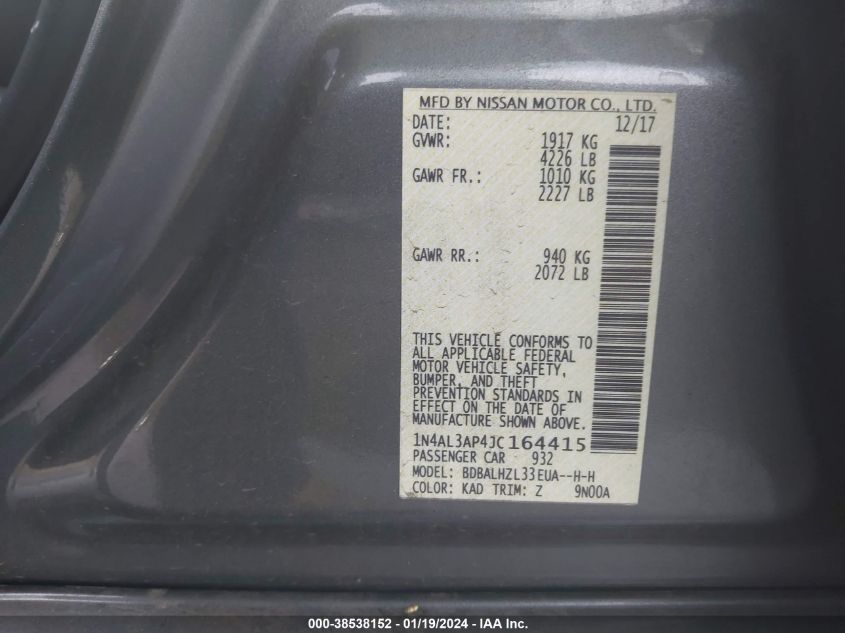 MFD BY NISSAN MOTOR CO., LTD.
DATE: 12/17
GVWR: 1917 KG
4226 LB
GAWR FR.: 1010 KG
2227 LB
GAWR RR.: 940 KG
2072 LB
THIS VEHICLE CONFORMS TO
ALL APPLICABLE FEDERAL
MOTOR VEHICLE SAFETY,
BUMPER, AND THEFT
PREVENTION STANDARDS IN
EFFECT ON THE DATE OF
MANUFACTURE SHOWN ABOVE.
1N4AL3AP4JC164415
PASSENGER CAR 932
MODEL: BDBALHZL33EUA--H-H
COLOR: KAD TRIM: Z 9N00A
000-38538152 - 01/19/2024 - IAA Inc.